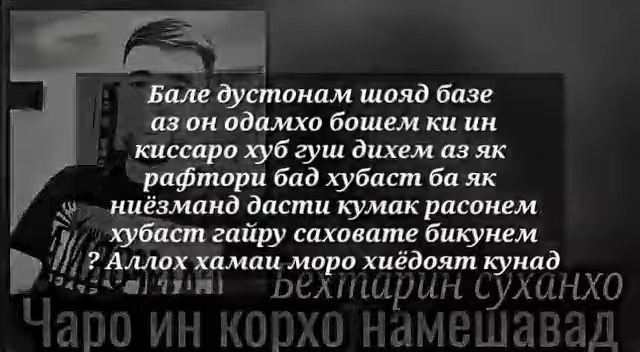 Бале дустонам шояд базе
аз он одамхо бошем ки ин
киссаро хуб гуш дихем аз як
рафтори бад хубаст ба як
ниёзманд дасти кумак расонем
хубаст гайру саховате бикунем
? Аллох хамаи моро хиёдоят кунад
Бехтарин суханхо
Чаро ин корхо намешавад